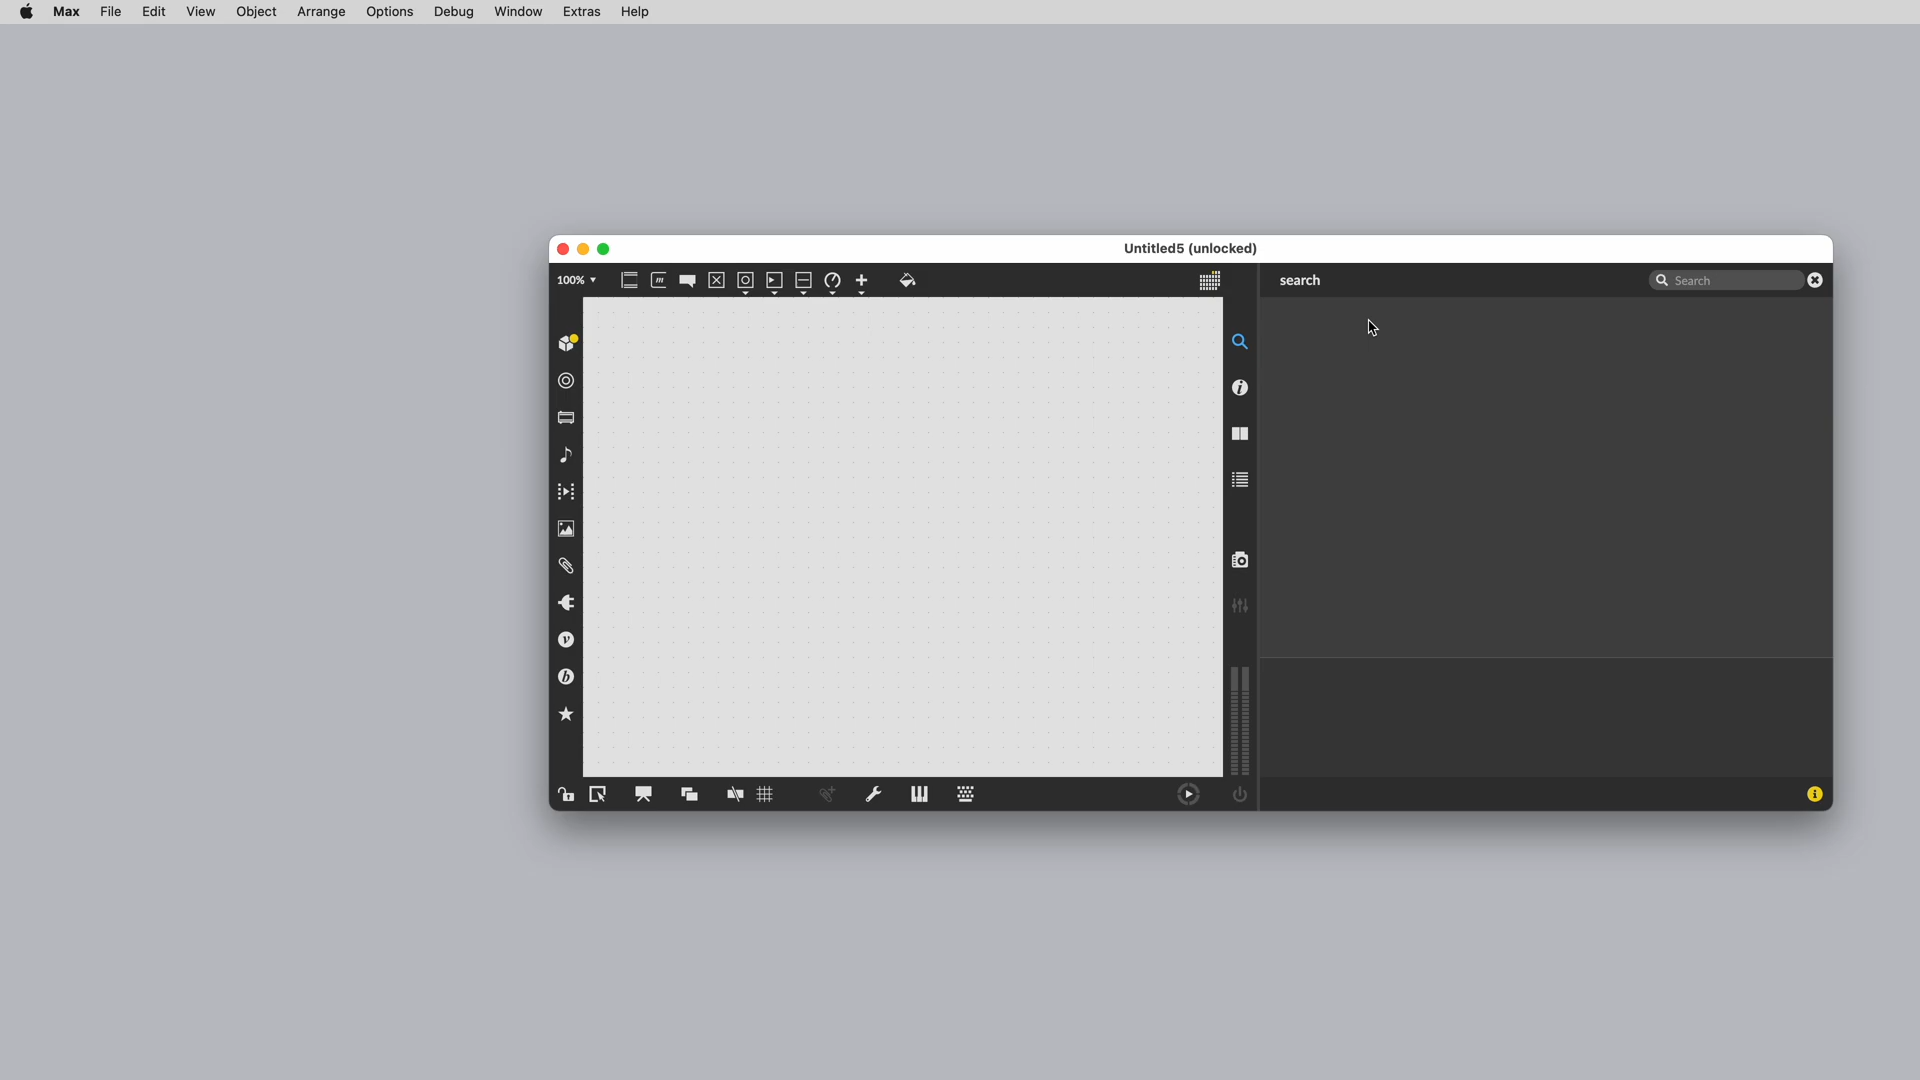 Max File Edit View Object Arrange Options Debug Window Extras Help
Untitled5 (unlocked)
100%
m
search
Search
i
v
b
i